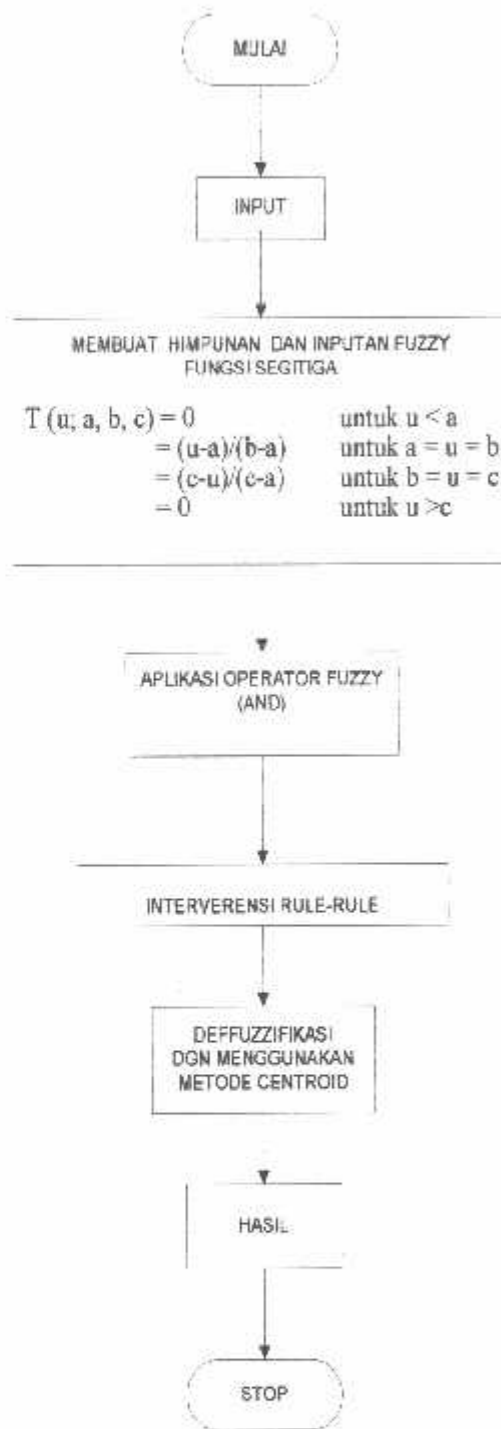 MULAI
INPUT
MEMBUAT HIMPUNAN DAN INPUTAN FUZZY
FUNGSI SEGITIGA
T (u; a, b, c) = 0 untuk u < a
= (u-a)/(b-a) untuk a = u = b
= (c-u)/(c-a) untuk b = u = c
= 0 untuk u >c
APLIKASI OPERATOR FUZZY
(AND)
INTERVERENSI RULE-RULE
DEFFUZZIFIKASI
DGN MENGGUNAKAN
METODE CENTROID
HASIL
STOP